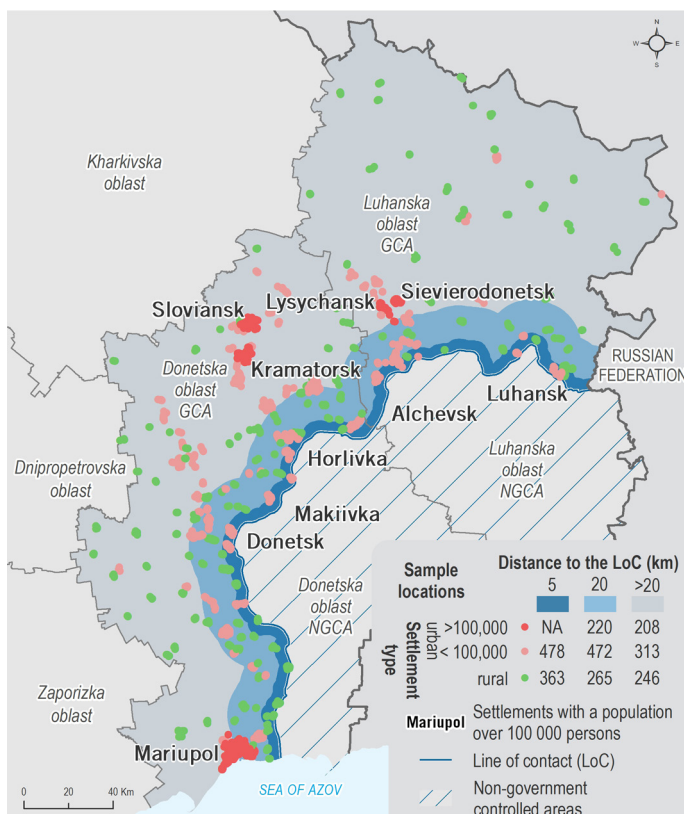 N
W E
S
Kharkivska
oblast
Luhanska
oblast
GCA
Sievierodonetsk
Lysychansk
Sloviansk
Kramatorsk
Donetska
oblast
GCA
RUSSIAN
FEDERATION
Luhansk
Alchevsk
Luhanska
oblast
NGCA
Horlivka
Dnipropetrovska
oblast
Makiivka
Donetsk
Donetska
oblast
NGCA
Zaporizka
oblast
Mariupol
SEA OF AZOV
0 20 40 Km
Sample
locations
Distance to the LoC (km)
5 20 >20
Settlement
type
urban
>100,000 NA 220 208
< 100,000 478 472 313
rural 363 265 246
Mariupol Settlements with a population
over 100 000 persons
Line of contact (LoC)
Non-government
controlled areas